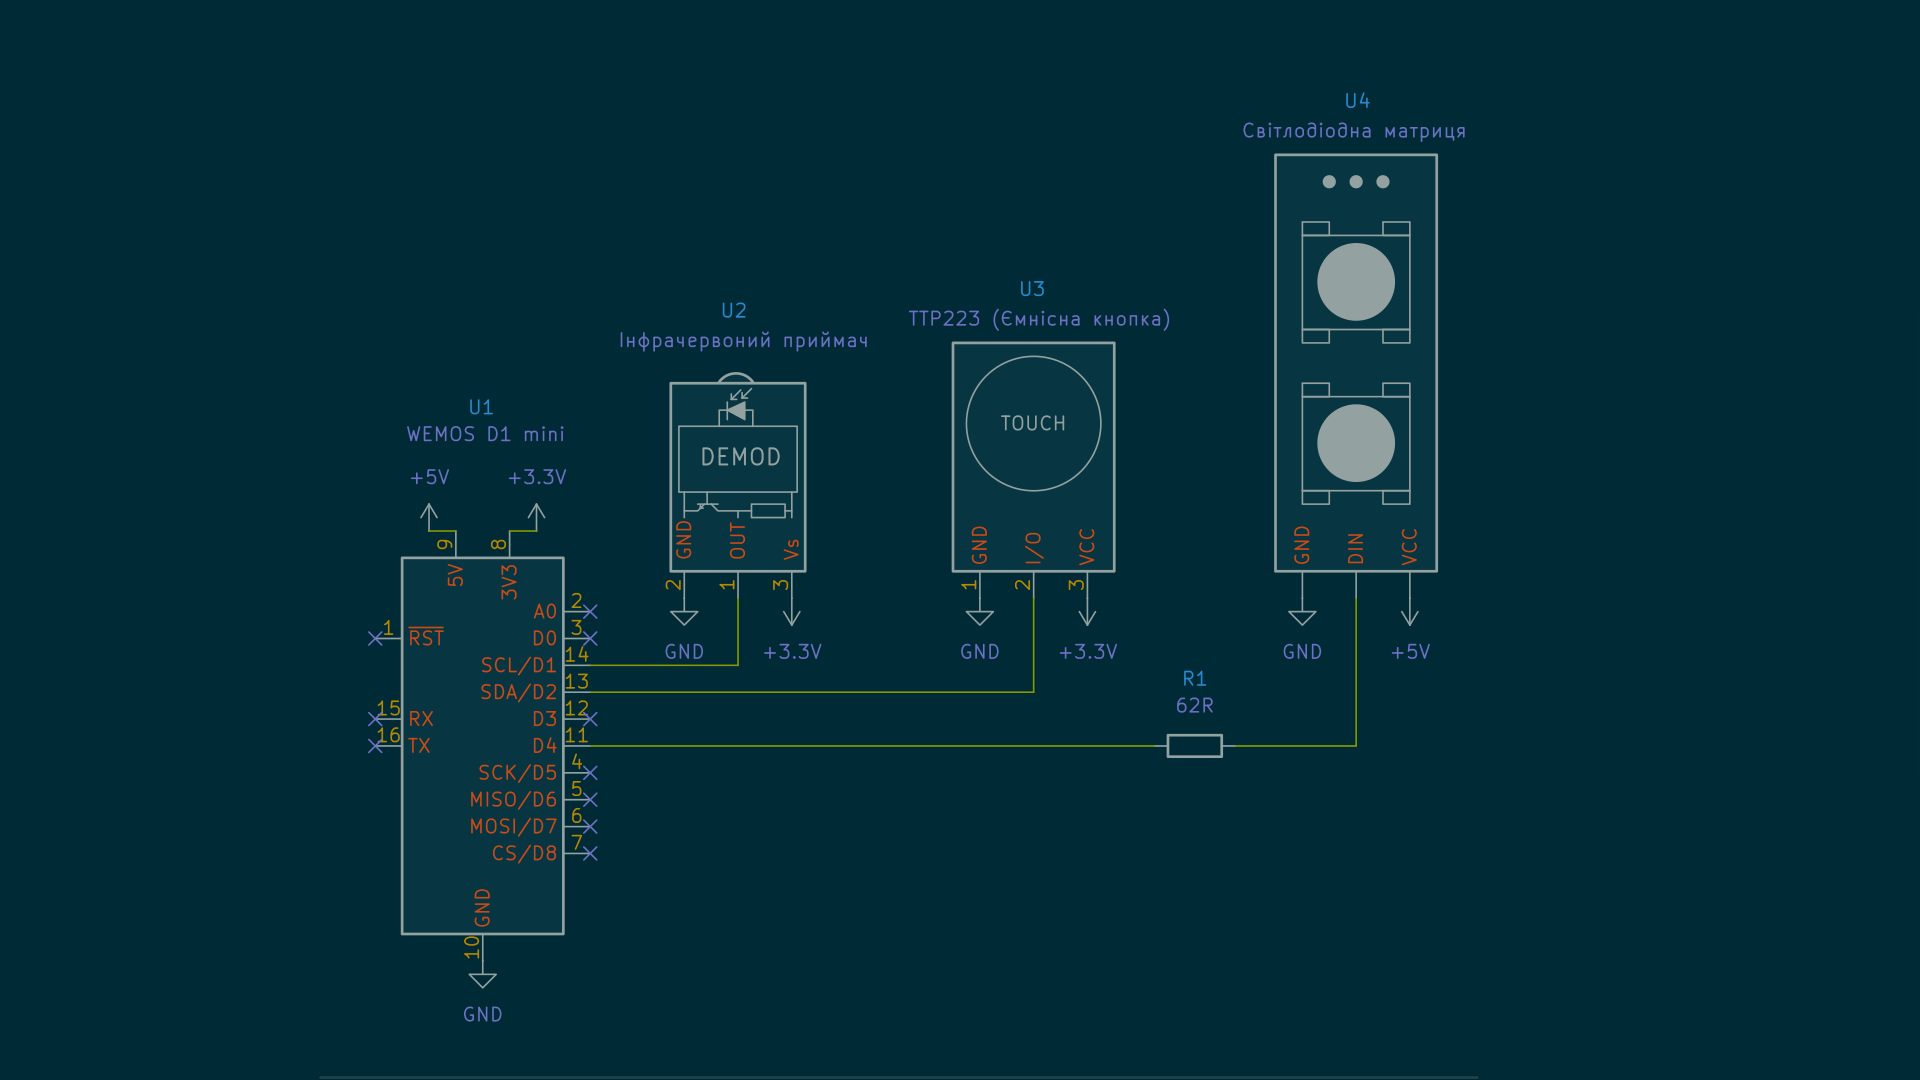 U4
Світлодіодна матриця
GND
DIN
VCC
GND
+5V
U3
TTP223 (Ємнісна кнопка)
TOUCH
GND
I/O
VCC
1
2
3
GND
+3.3V
U2
Інфрачервоний приймач
DEMOD
GND
OUT
Vs
2
1
3
GND
+3.3V
U1
WEMOS D1 mini
+5V
+3.3V
9
8
5V
3V3
A0
2
1
RST
D0
3
SCL/D1
14
SDA/D2
13
15
RX
D3
12
16
TX
D4
11
SCK/D5
4
MISO/D6
5
MOSI/D7
6
CS/D8
7
GND
10
GND
R1
62R